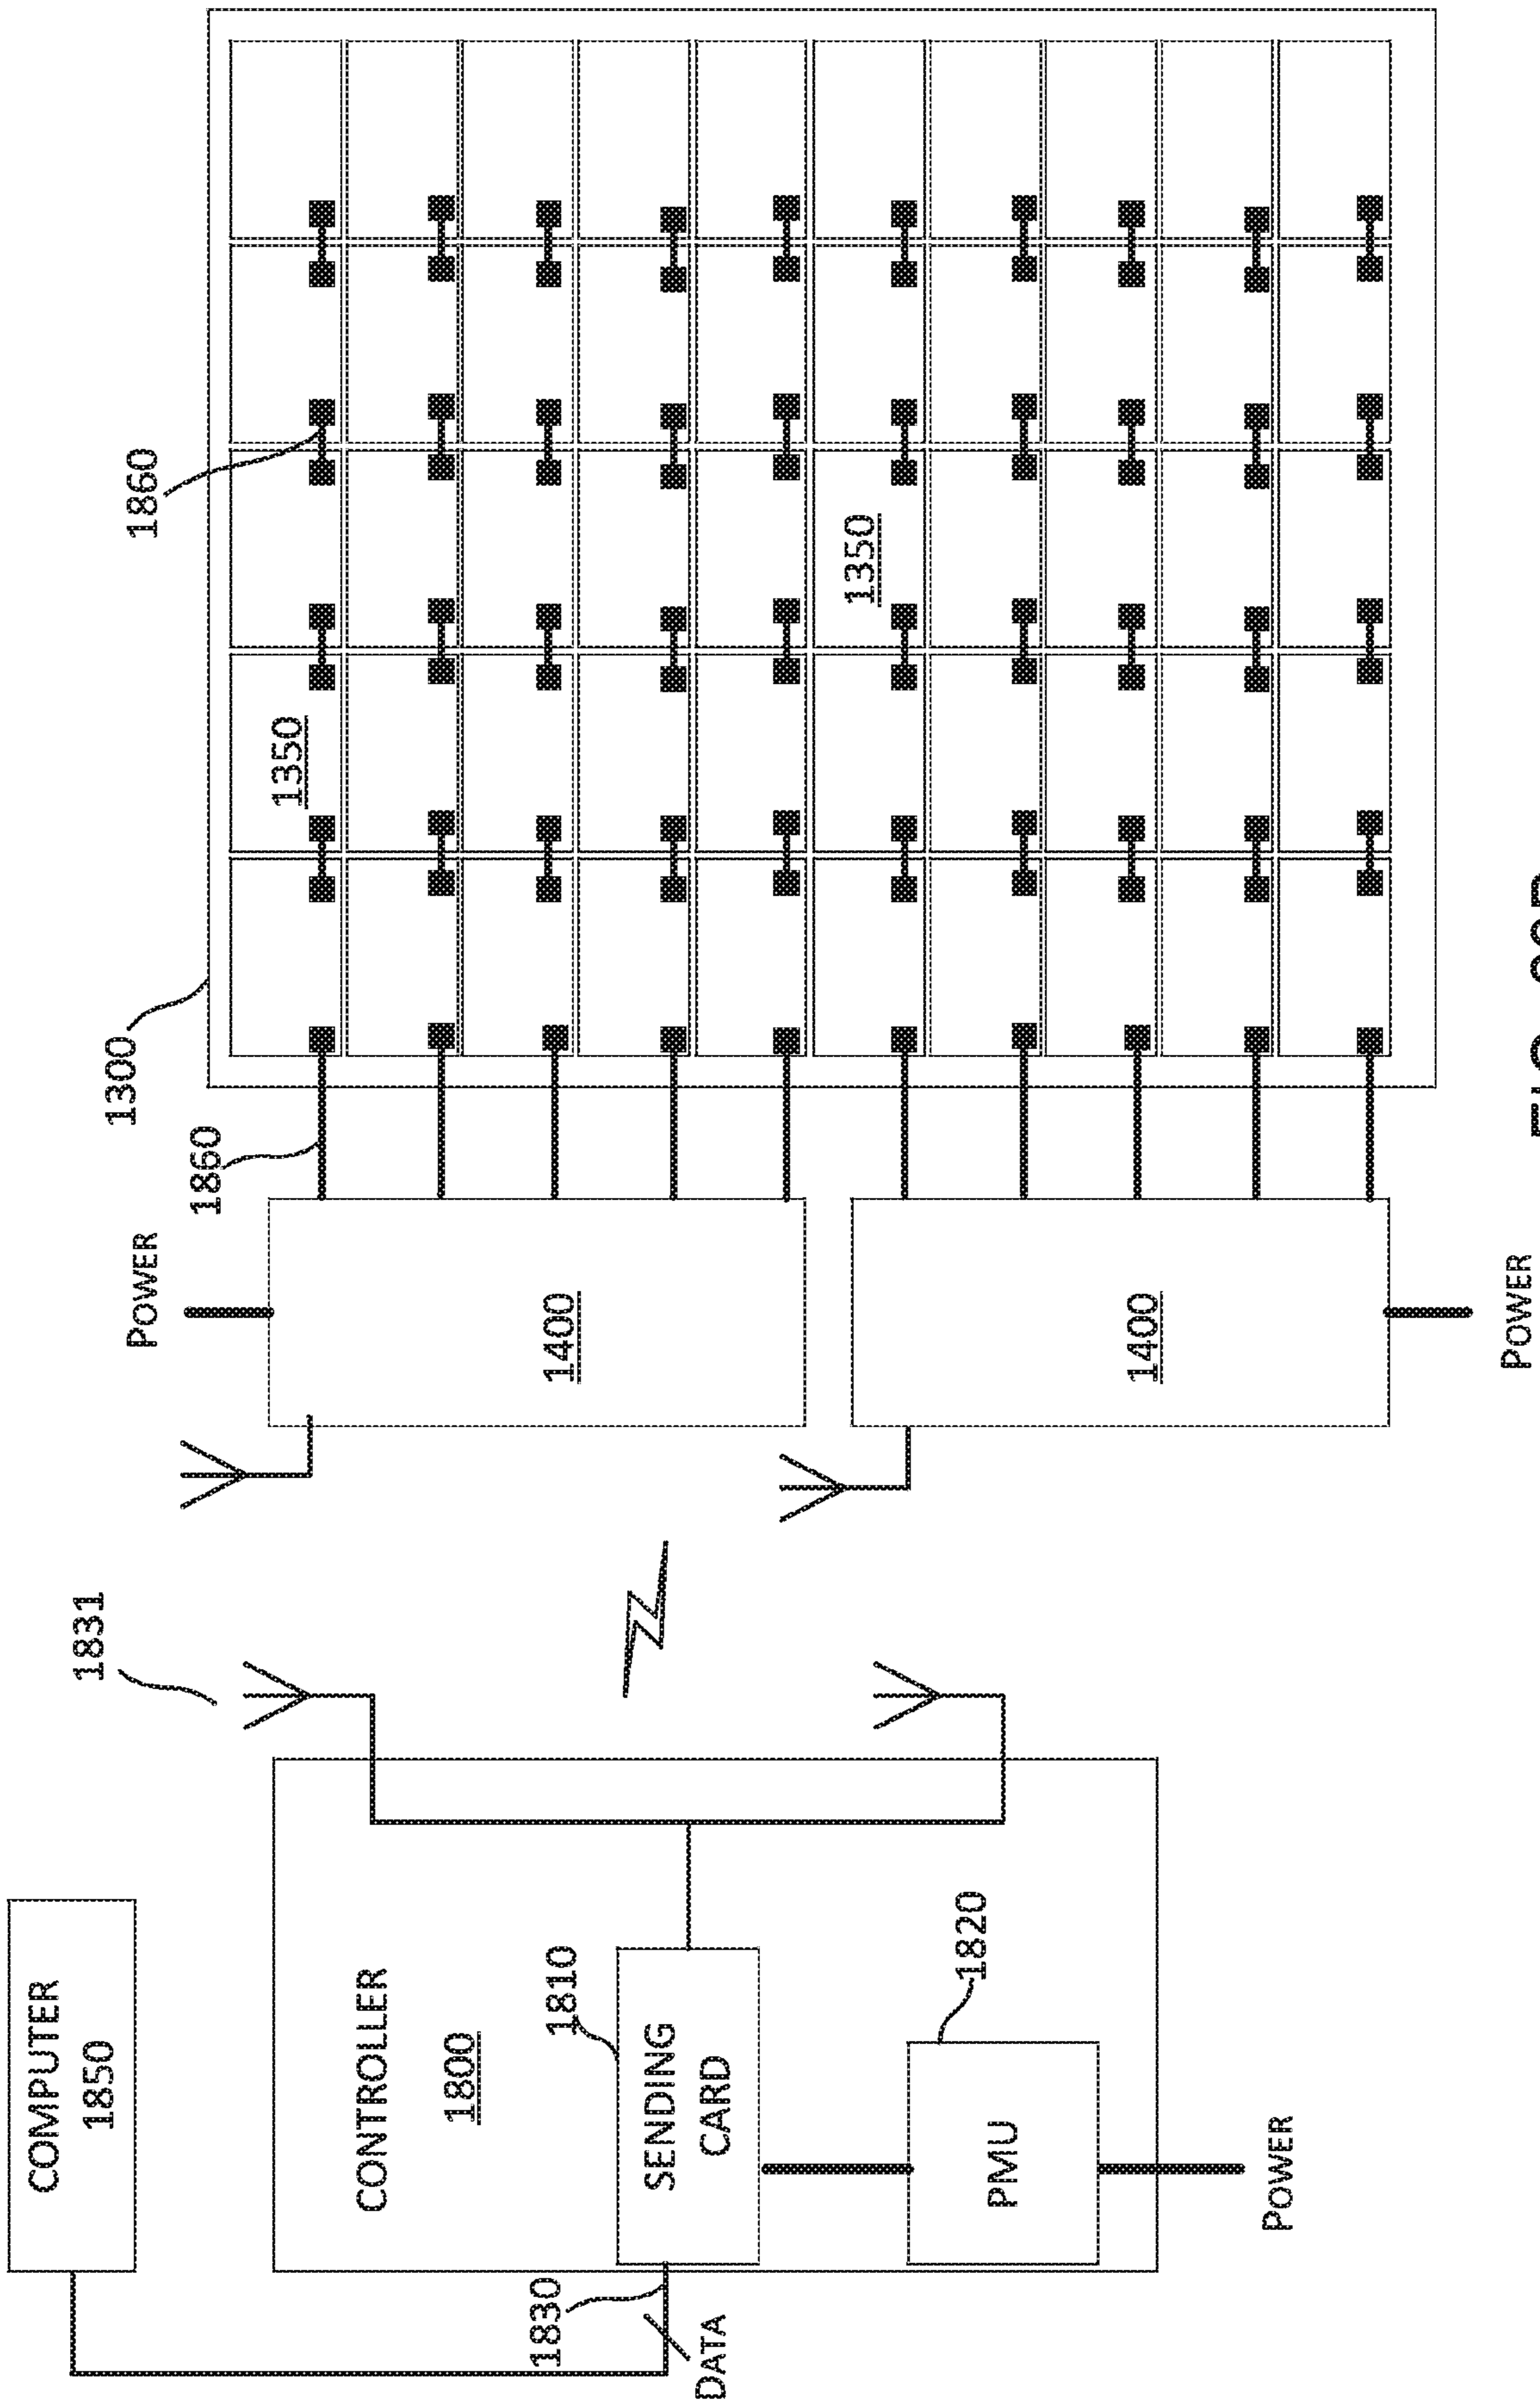 COMPUTER
1850
1831
1300
POWER
1860
1860
1350
CONTROLLER
1800
1830
1810
1400
SENDING
CARD
DATA
1350
1820
PMU
1400
POWER
POWER